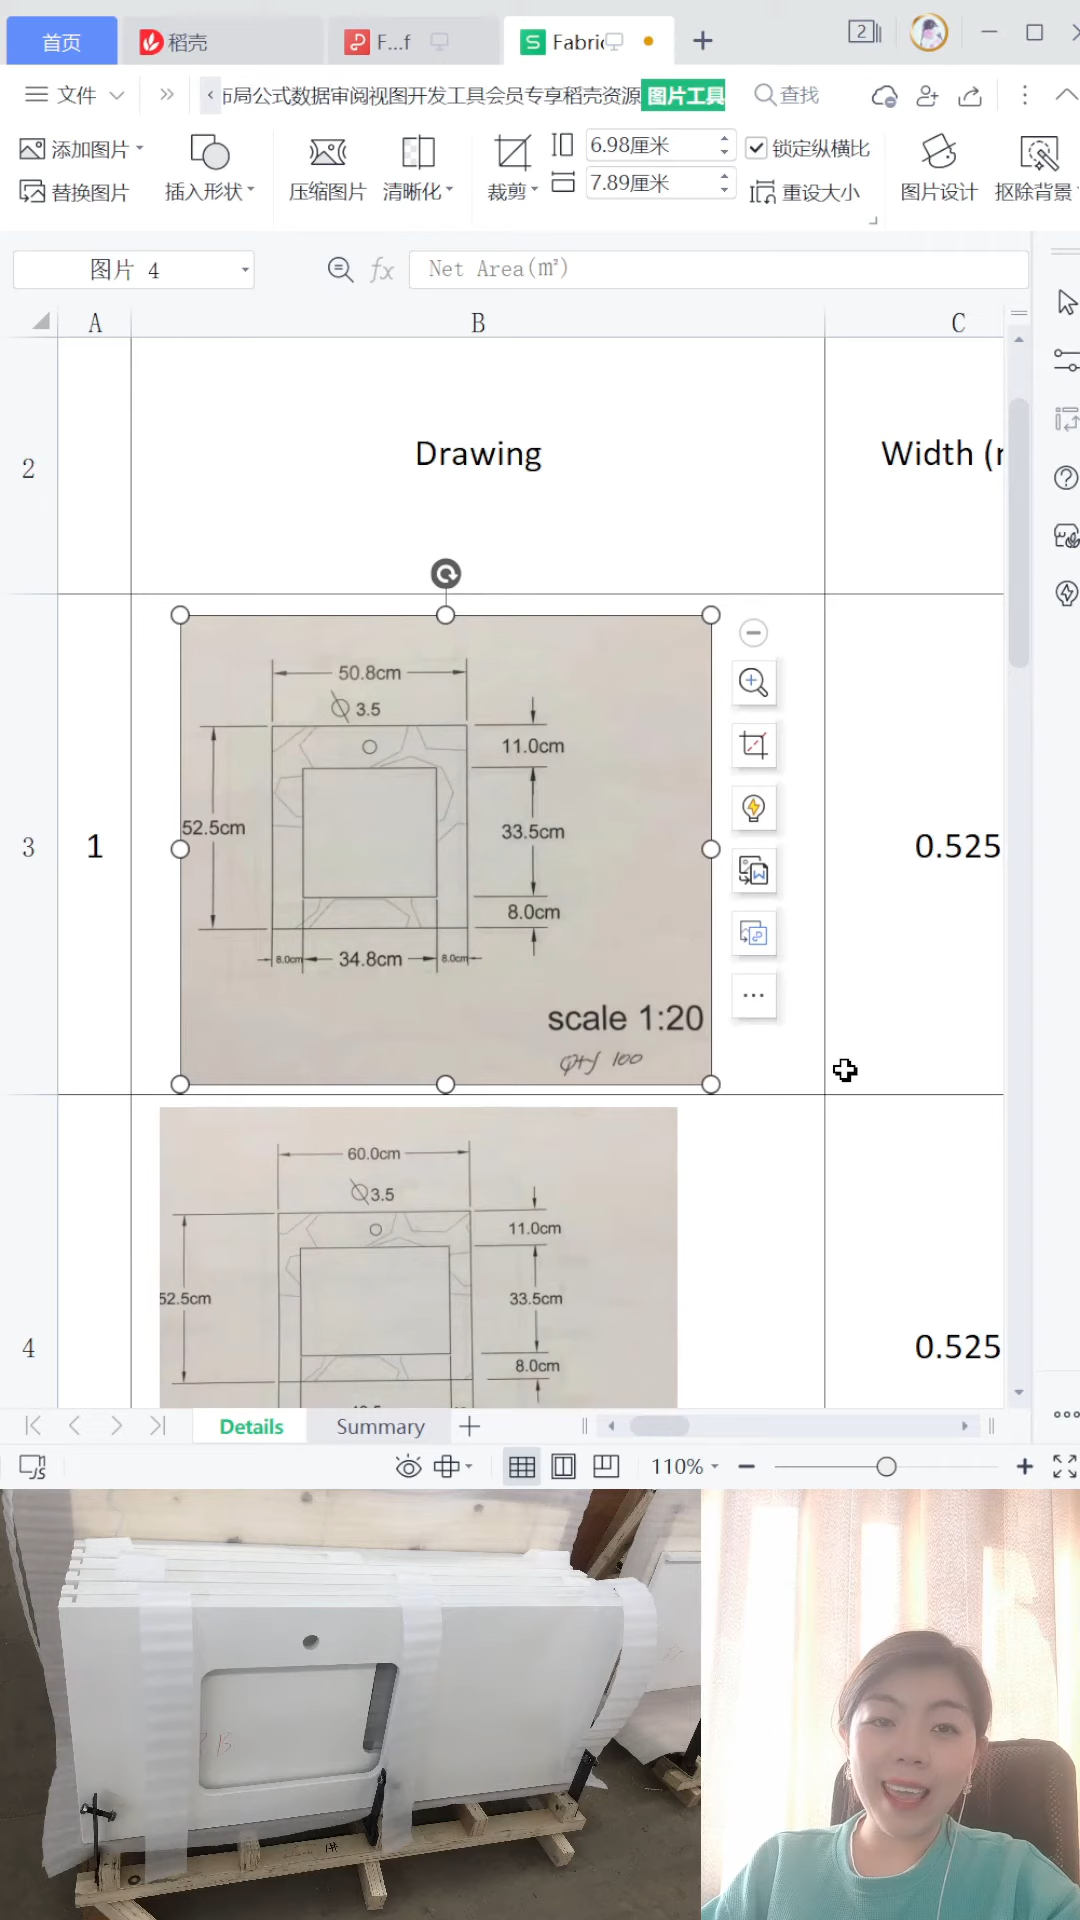 首页
稻壳
F...f
Fabric
2
文件
布局公式数据审阅视图开发工具会员专享稻壳资源
图片工具
查找
添加图片
替换图片
插入形状
压缩图片
清晰化
裁剪
6.98厘米
7.89厘米
锁定纵横比
重设大小
图片设计
抠除背景
图片 4
fx
Net Area(㎡)
A
B
C
2
Drawing
Width (
50.8cm
3.5
11.0cm
52.5cm
33.5cm
8.0cm
8.0cm
34.8cm
8.0cm
scale 1:20
Qty 100
3
1
0.525
60.0cm
3.5
11.0cm
52.5cm
33.5cm
8.0cm
4
0.525
Details
Summary
110%
1#